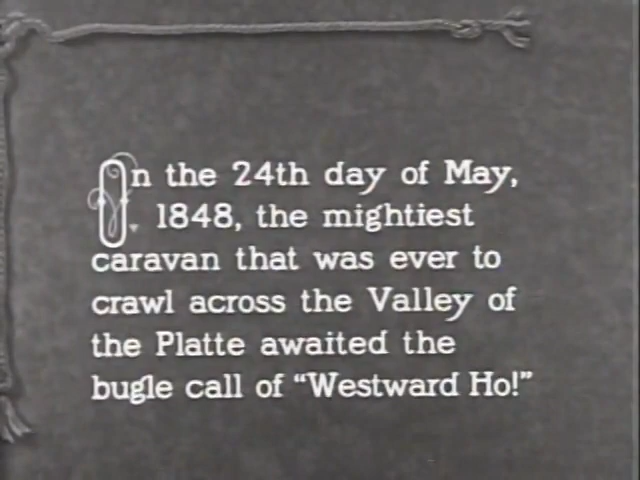 On the 24th day of May,
1848, the mightiest
caravan that was ever to
crawl across the Valley of
the Platte awaited the
bugle call of “Westward Ho!”